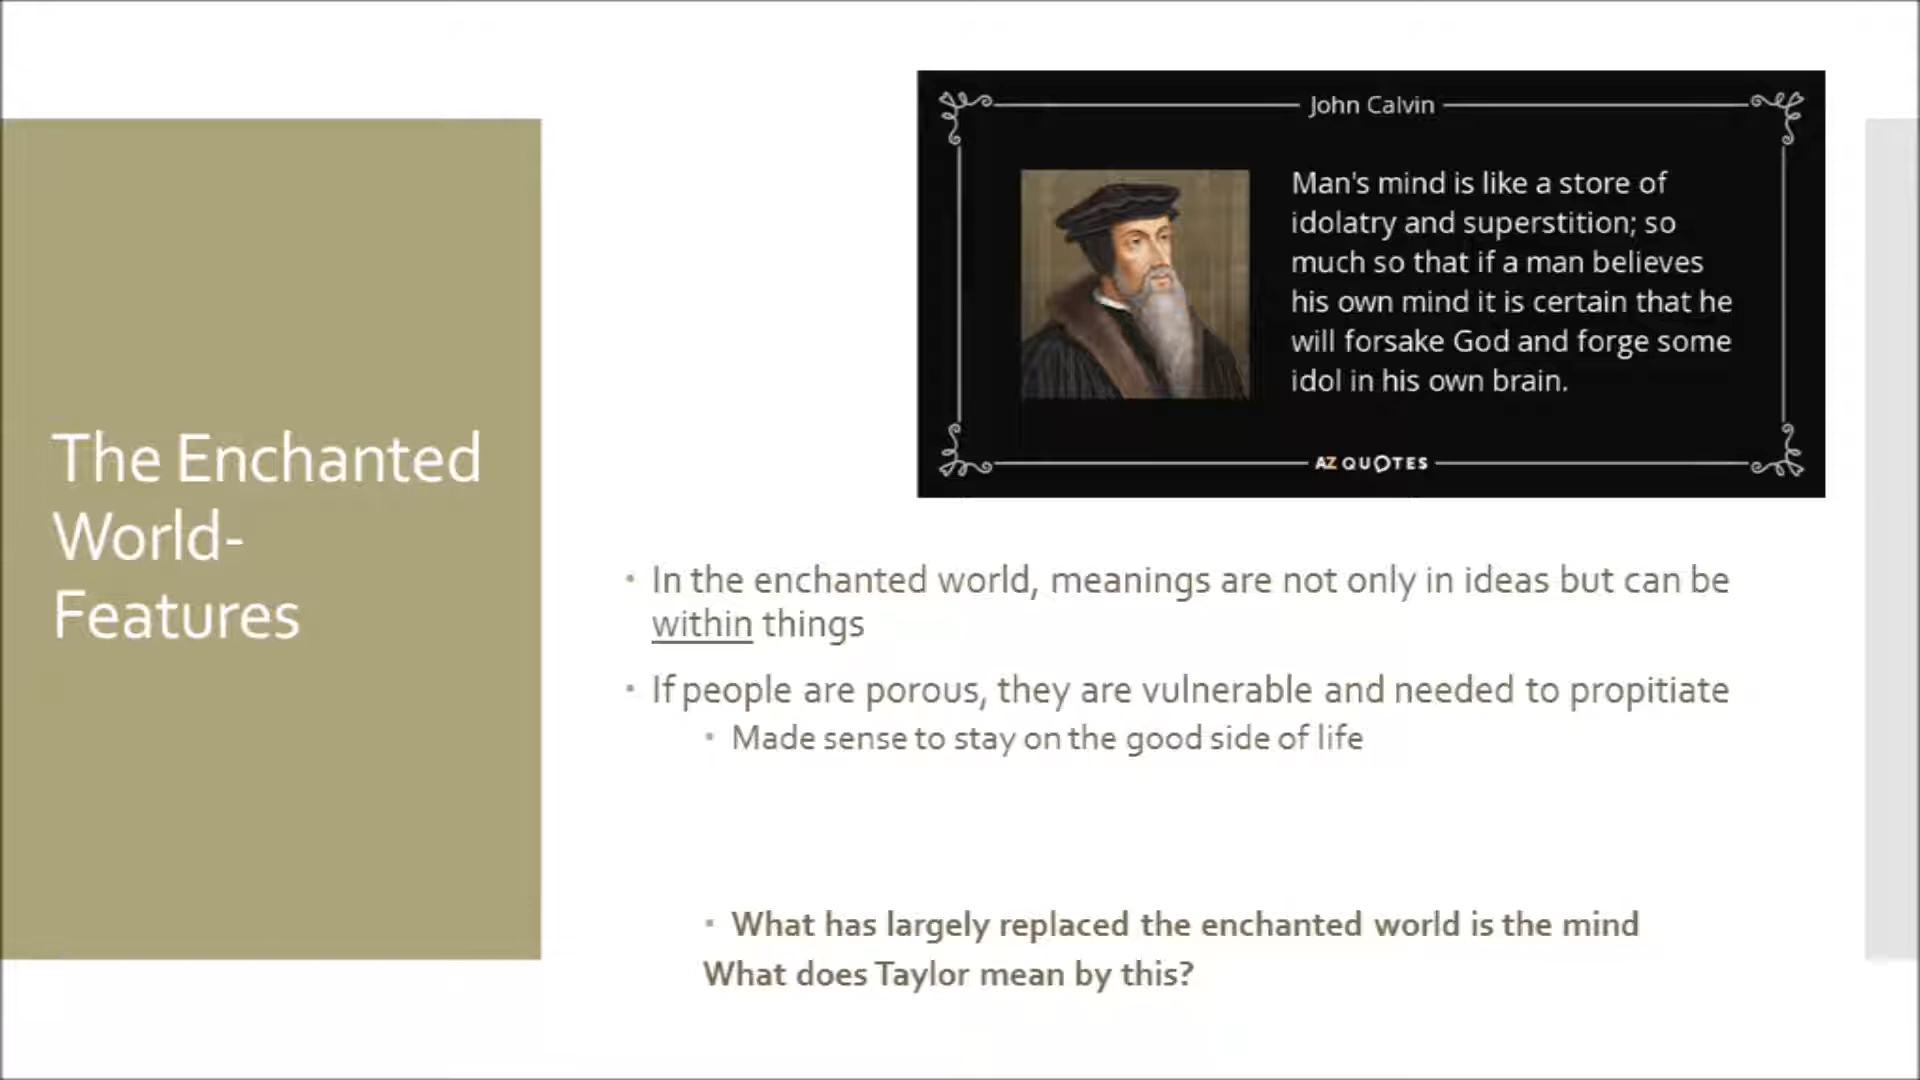 The Enchanted
World-
Features
John Calvin
Man's mind is like a store of
idolatry and superstition; so
much so that if a man believes
his own mind it is certain that he
will forsake God and forge some
idol in his own brain.
AZ QUOTES
• In the enchanted world, meanings are not only in ideas but can be
within things
• If people are porous, they are vulnerable and needed to propitiate
• Made sense to stay on the good side of life
• What has largely replaced the enchanted world is the mind
What does Taylor mean by this?